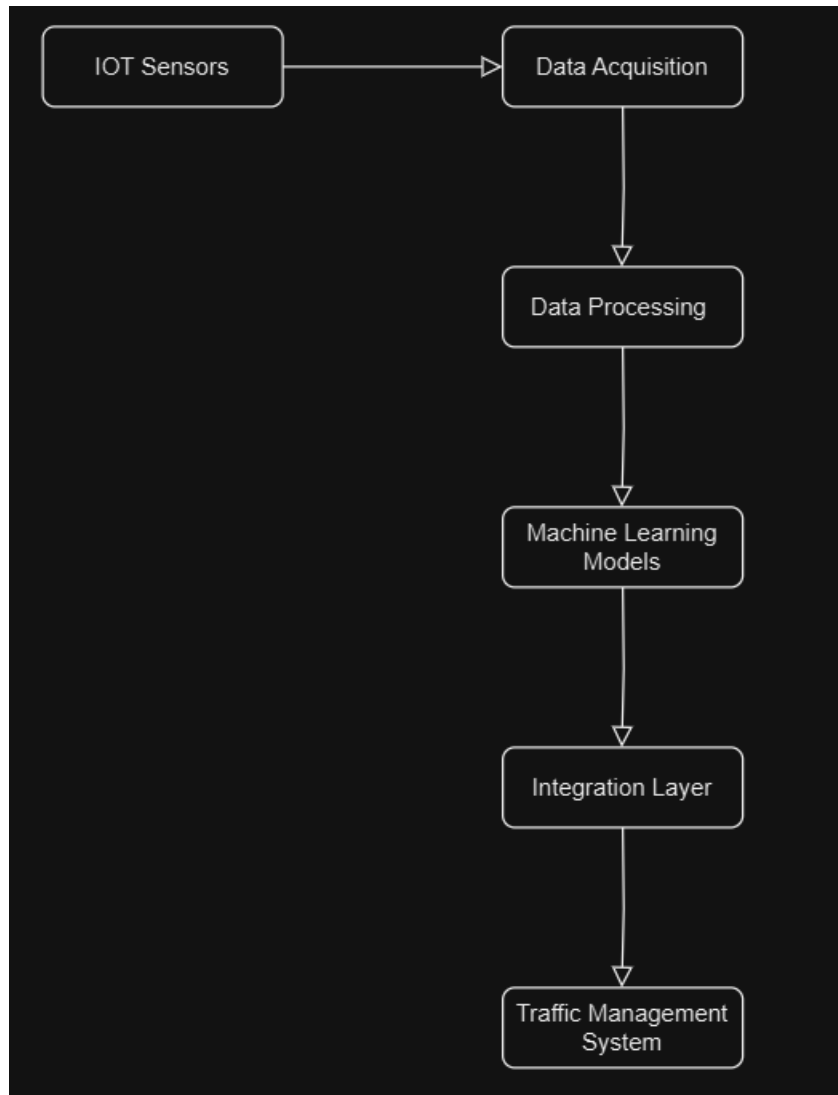 IOT Sensors
Data Acquisition
Data Processing
Machine Learning
Models
Integration Layer
Traffic Management
System